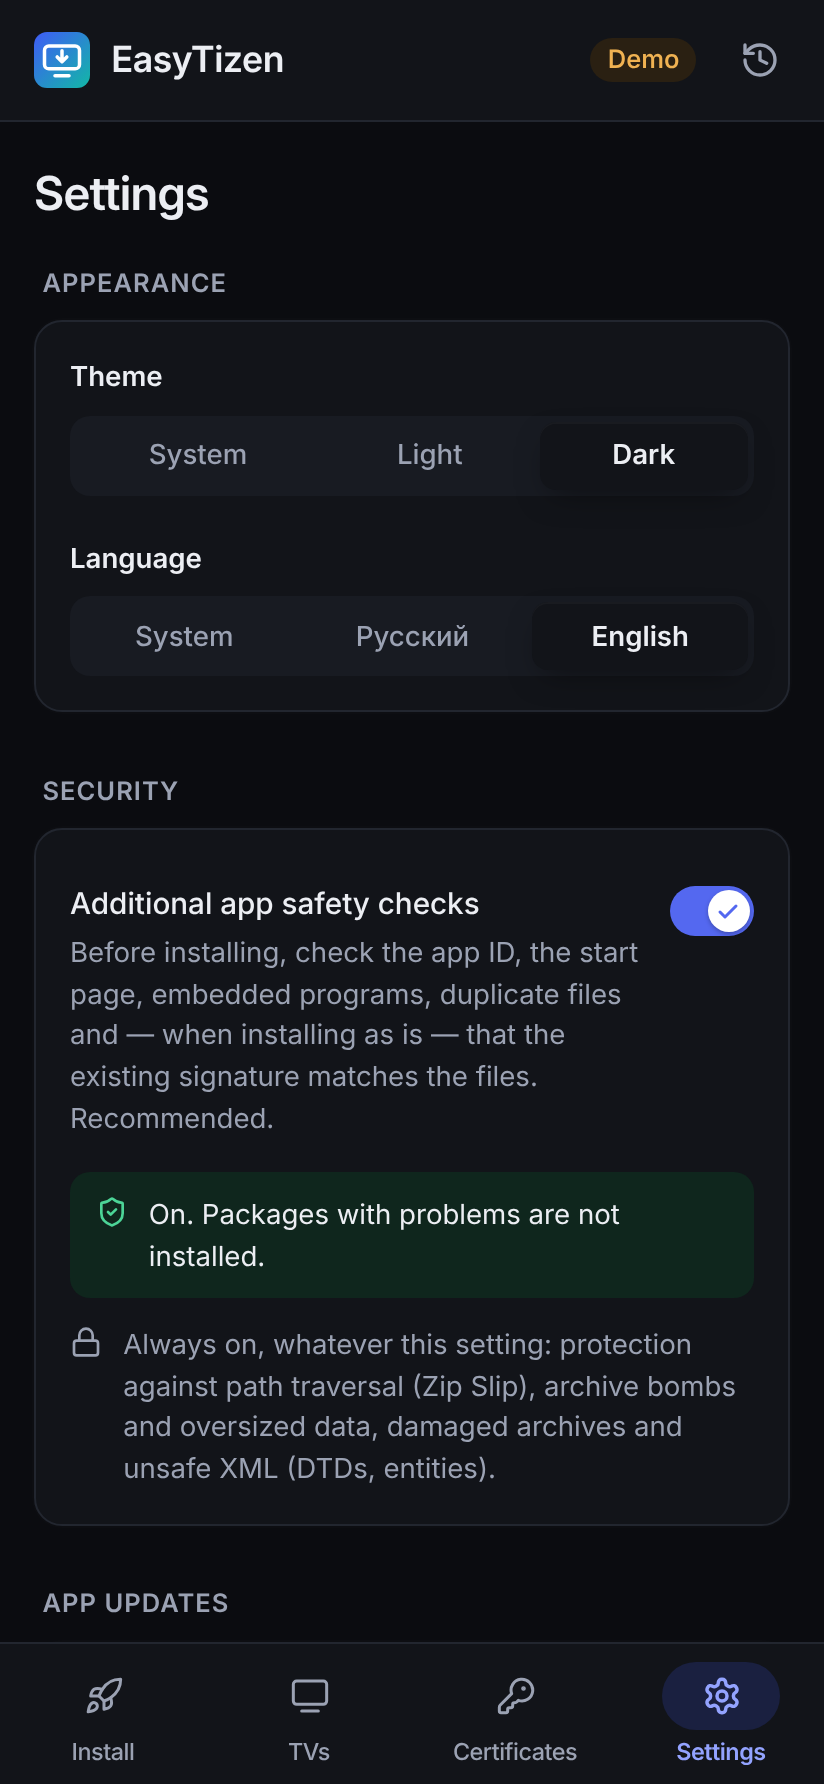 EasyTizen
Demo
Settings
APPEARANCE
Theme
System
Light
Dark
Language
System
Русский
English
SECURITY
Additional app safety checks
Before installing, check the app ID, the start
page, embedded programs, duplicate files
and — when installing as is — that the
existing signature matches the files.
Recommended.
On. Packages with problems are not
installed.
Always on, whatever this setting: protection
against path traversal (Zip Slip), archive bombs
and oversized data, damaged archives and
unsafe XML (DTDs, entities).
APP UPDATES
Install
TVs
Certificates
Settings